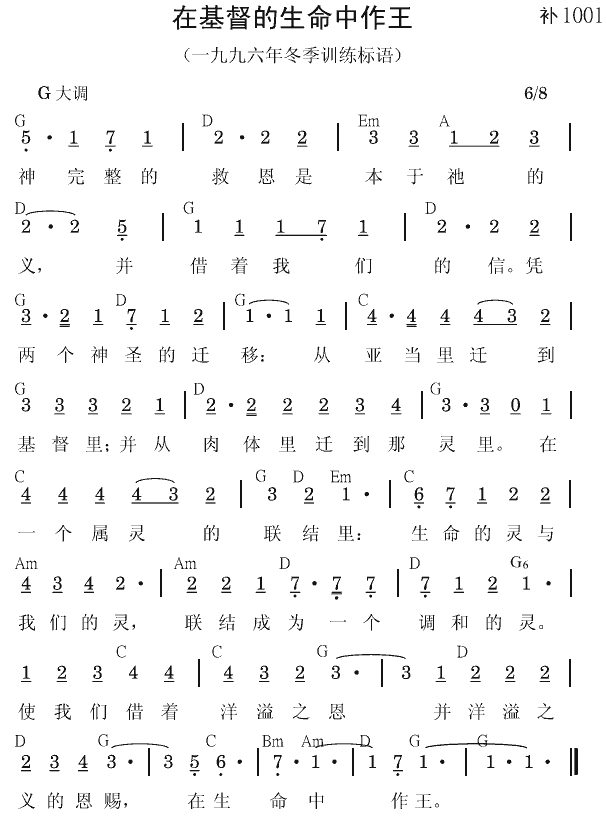 在基督的生命中作王
补1001
（一九九六年冬季训练标语）
G 大调 6/8
G D Em A
5 · 1 7 1 | 2 · 2 2 | 3 3 1 2 3 |
神 完 整 的 救 恩 是 本 于 祂 的
D G D
2 · 2 5 | 1 1 1 7 1 | 2 · 2 2
义， 并 借 着 我 们 的 信。凭
G D G C
3 · 2 1 7 1 2 | 1 · 1 1 | 4 · 4 4 4 3 2 |
两 个 神 圣 的 迁 移： 从 亚 当 里 迁 到
G D G
3 3 3 2 1 | 2 · 2 2 2 3 4 | 3 · 3 0 1 |
基 督 里；并 从 肉 体 里 迁 到 那 灵 里。 在
C G D Em C
4 4 4 4 3 2 | 3 2 1 · | 6 7 1 2 2
一 个 属 灵 的 联 结 里： 生 命 的 灵 与
Am Am D D G6
4 3 4 2 · | 2 2 1 7 · 7 7 | 7 1 2 1 ·
我 们 的 灵， 联 结 成 为 一 个 调 和 的 灵。
C C G D
1 2 3 4 4 | 4 3 2 3 · | 3 1 2 2 2
使 我 们 借 着 洋 溢 之 恩 并 洋 溢 之
D G C Bm Am D G G
2 3 4 3 · | 3 5 6 · | 7 · 1 · | 1 7 1 · | 1 · 1 · ‖
义 的 恩 赐， 在 生 命 中 作 王。